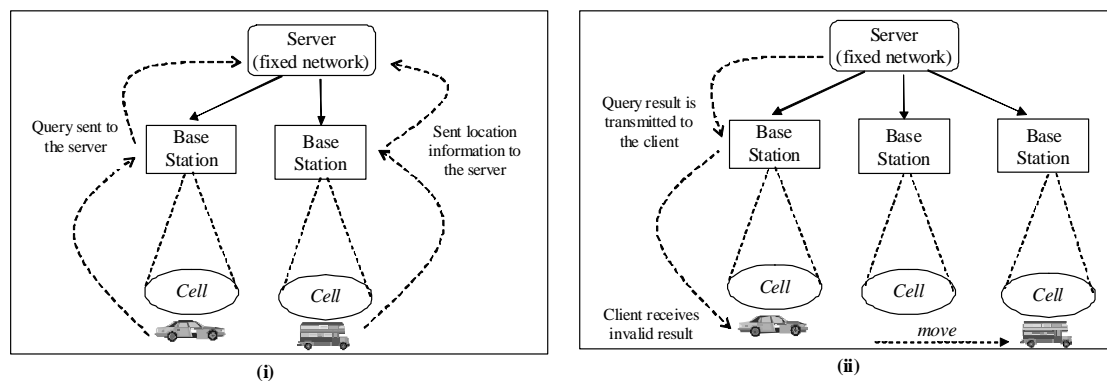 Server
(fixed network)
Query sent to
the server
Base
Station
Base
Station
Sent location
information to
the server
Cell
Cell
(i)
Server
(fixed network)
Query result is
transmitted to
the client
Base
Station
Base
Station
Base
Station
Cell
Cell
Cell
Client receives
invalid result
move
(ii)